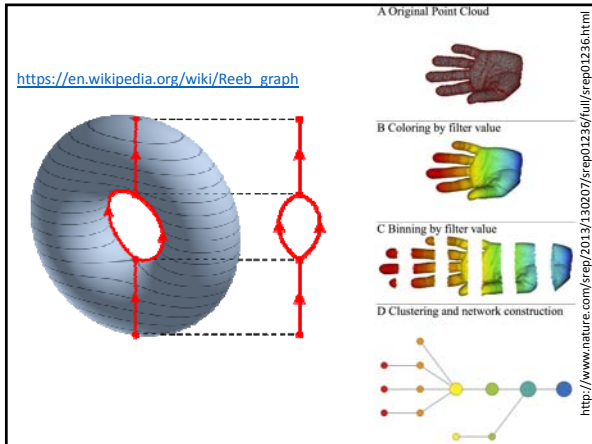 https://en.wikipedia.org/wiki/Reeb_graph
A Original Point Cloud
B Coloring by filter value
C Binning by filter value
D Clustering and network construction
http://www.nature.com/srep/2013/130207/srep01236/full/srep01236.html